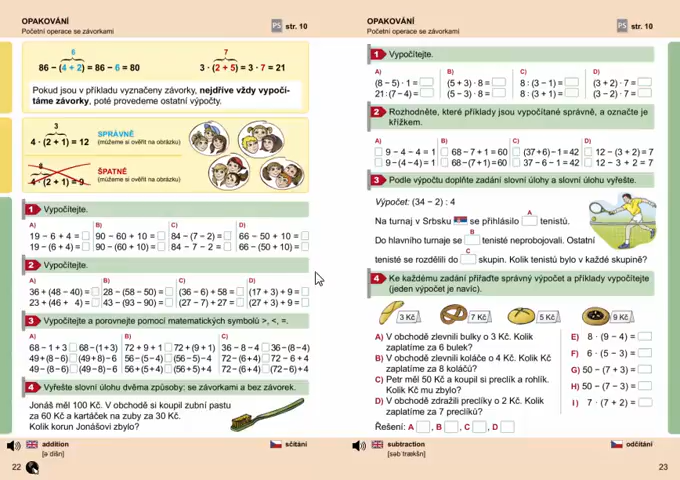 OPAKOVÁNÍ
Početní operace se závorkami
PS str. 10
6
86 − (4 + 2) = 86 − 6 = 80
7
3 · (2 + 5) = 3 · 7 = 21
Pokud jsou v příkladu vyznačeny závorky, nejdříve vždy vypočí-
táme závorky, poté provedeme ostatní výpočty.
3
4 · (2 + 1) = 12
SPRÁVNĚ
(můžeme si ověřit na obrázku)
8
4 · (2 + 1) = 9
ŠPATNĚ
(můžeme si ověřit na obrázku)
1 Vypočítejte.
A) B) C) D)
19 − 6 + 4 = 90 − 60 + 10 = 84 − (7 − 2) = 66 − 50 + 10 =
19 − (6 + 4) = 90 − (60 + 10) = 84 − 7 − 2 = 66 − (50 + 10) =
2 Vypočítejte.
A) B) C) D)
36 + (48 − 40) = 28 − (58 − 50) = (36 − 6) + 58 = (17 + 3) + 9 =
23 + (46 + 4) = 43 − (93 − 90) = (27 − 7) + 27 = (27 + 3) + 9 =
3 Vypočítejte a porovnejte pomocí matematických symbolů >, <, =.
A) B) C)
68 − 1 + 3 68 − (1 + 3) 72 + 9 + 1 72 + (9 + 1) 36 − 8 − 4 36 − (8 − 4)
49 + (8 − 6) (49 + 8) − 6 56 − (5 − 4) (56 − 5) − 4 72 − (6 + 4) 72 − 6 + 4
49 − (8 − 6) (49 − 8) + 6 56 + (5 + 4) (56 + 5) + 4 72 − (6 + 4) (72 − 6) + 4
4 Vyřešte slovní úlohu dvěma způsoby: se závorkami a bez závorek.
Jonáš měl 100 Kč. V obchodě si koupil zubní pastu
za 60 Kč a kartáček na zuby za 30 Kč.
Kolik korun Jonášovi zbylo?
addition
[ə dišn]
sčítání
22
OPAKOVÁNÍ
Početní operace se závorkami
PS str. 10
1 Vypočítejte.
A) B) C) D)
(8 − 5) · 1 = (5 + 3) · 8 = 8 : (3 − 1) = (3 + 2) · 7 =
21 : (7 − 4) = (5 − 3) · 8 = 8 : (3 + 1) = (3 − 2) · 7 =
2 Rozhodněte, které příklady jsou vypočítané správně, a označte je
křížkem.
A) B) C) D)
9 − 4 − 4 = 1 68 − 7 + 1 = 60 (37 + 6) − 1 = 42 12 − (3 + 2) = 7
9 − (4 − 4) = 1 68 − (7 + 1) = 60 37 − 6 − 1 = 42 12 − 3 + 2 = 7
3 Podle výpočtu doplňte zadání slovní úlohy a slovní úlohu vyřešte.
Výpočet: (34 − 2) : 4
A
Na turnaj v Srbsku se přihlásilo tenistů.
B
Do hlavního turnaje se tenisté neprobojovali. Ostatní
C
tenisté se rozdělili do skupin. Kolik tenistů bylo v každé skupině?
4 Ke každému zadání přiřaďte správný výpočet a příklady vypočítejte
(jeden výpočet je navíc).
3 Kč 7 Kč 5 Kč 9 Kč
A) V obchodě zlevnili bulky o 3 Kč. Kolik
zaplatíme za 6 bulek?
B) V obchodě zlevnili koláče o 4 Kč. Kolik Kč
zaplatíme za 8 koláčů?
C) Petr měl 50 Kč a koupil si preclík a rohlík.
Kolik Kč mu zbylo?
D) V obchodě zdražili preclíky o 2 Kč. Kolik
zaplatíme za 7 preclíků?
E) 8 · (9 − 4) =
F) 6 · (5 − 3) =
G) 50 − (7 + 3) =
H) 50 − (7 − 3) =
I) 7 · (7 + 2) =
Řešení: A , B , C , D
subtraction
[səb trækšn]
odčítání
23